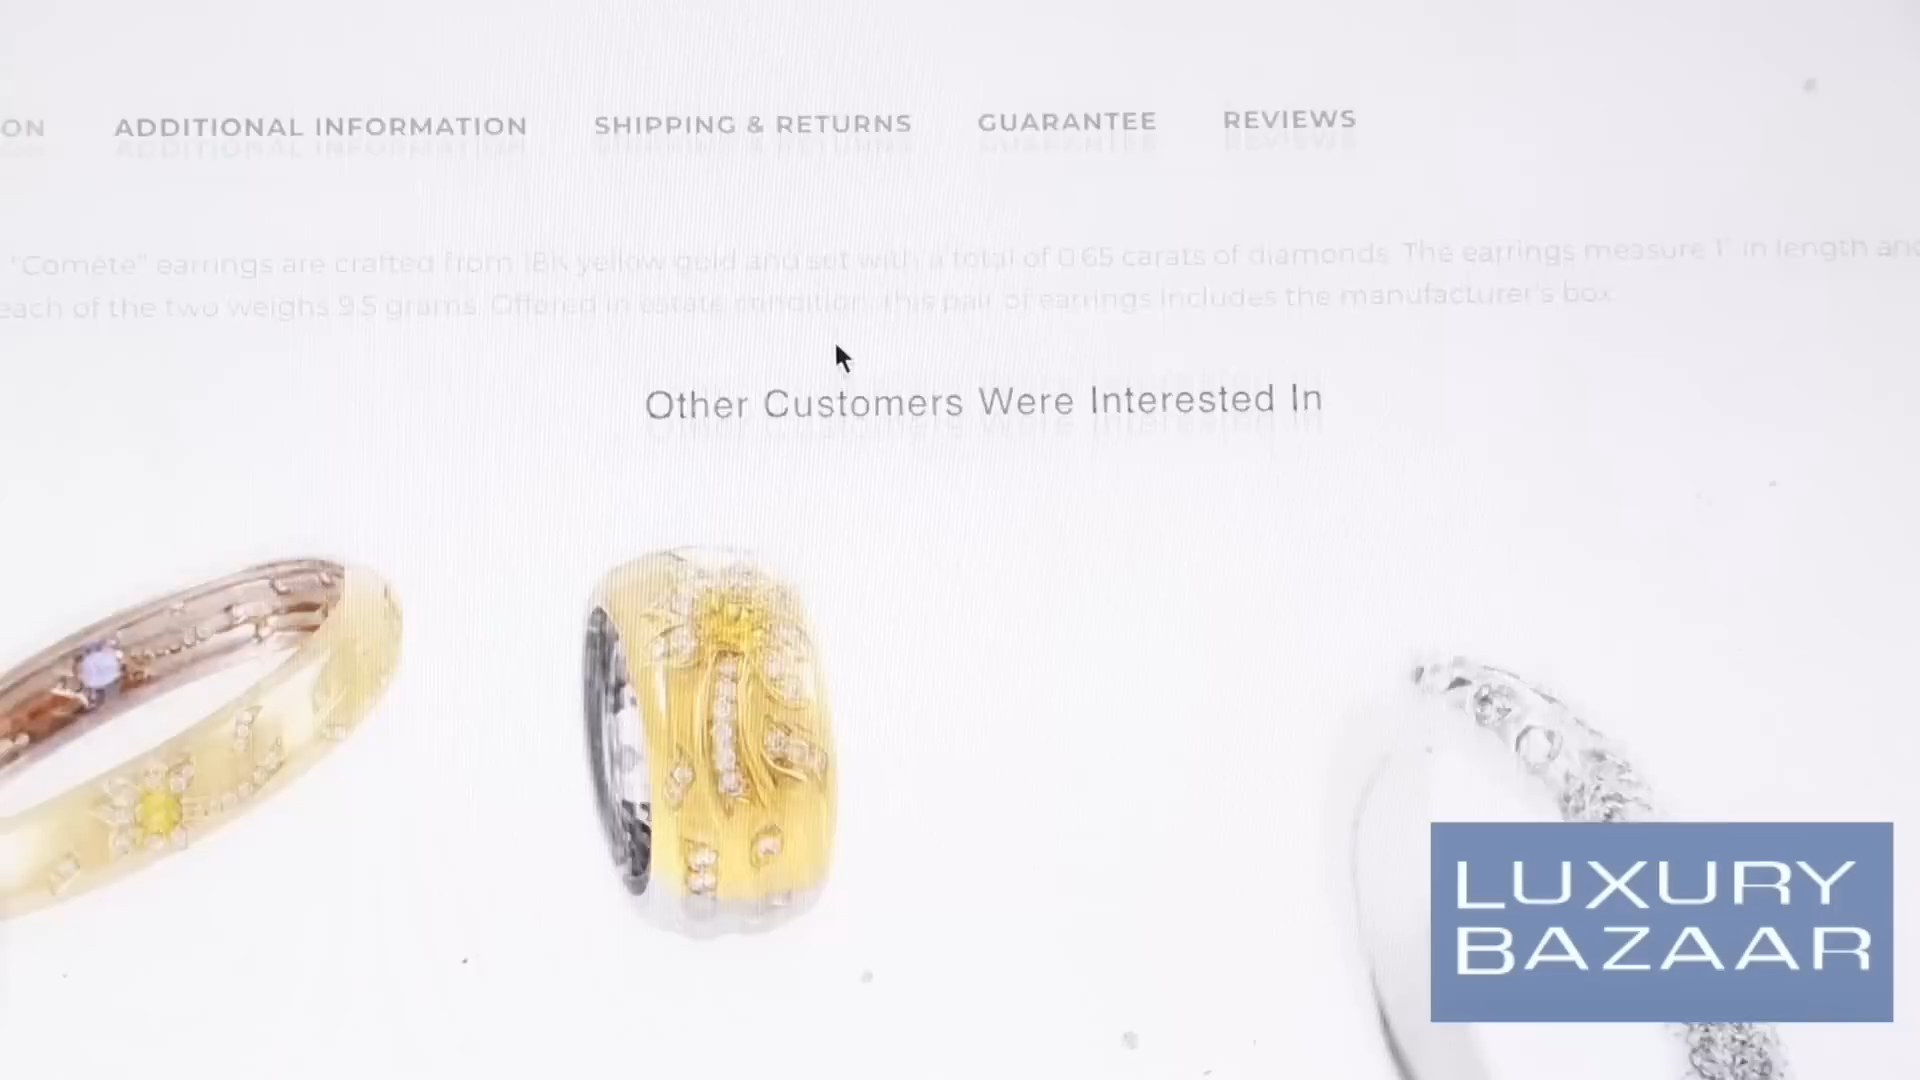 ON ADDITIONAL INFORMATION SHIPPING & RETURNS GUARANTEE REVIEWS
"Comète" earrings are crafted from 18K yellow gold and set with a total of 0.65 carats of diamonds. The earrings measure 1" in length and
each of the two weighs 9.5 grams. Offered in estate condition, this pair of earrings includes the manufacturer's box.
Other Customers Were Interested In
LUXURY
BAZAAR